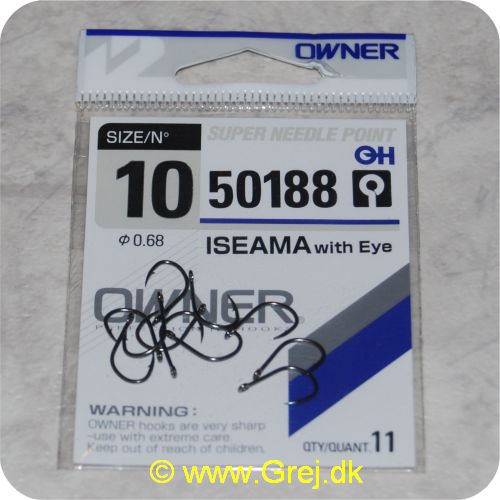 OWNER
SIZE/N°
SUPER NEEDLE POINT
10
50188
OH
ø 0.68
ISEAMA with Eye
OWNER
WARNING:
OWNER hooks are very sharp
–use with extreme care.
Keep out of reach of children.
QTY/QUANT. 11
© www.Grej.dk